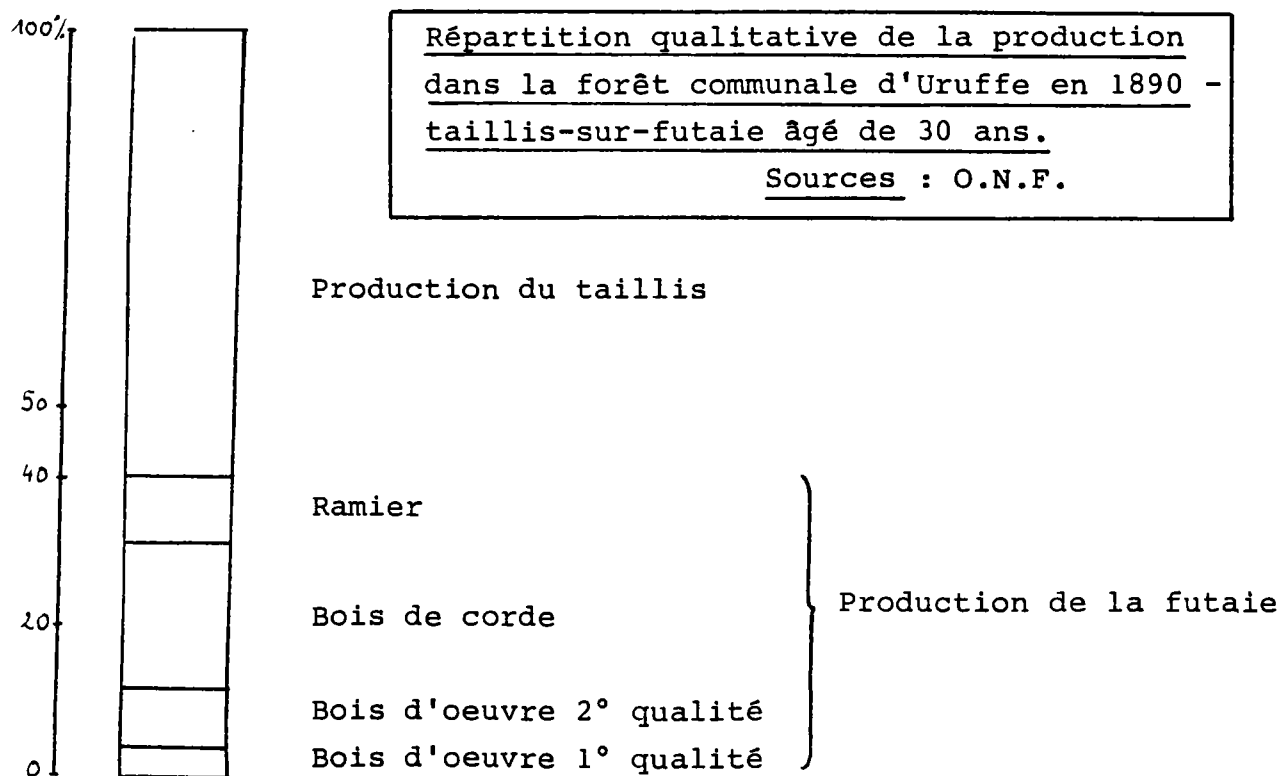 100%
Répartition qualitative de la production
dans la forêt communale d'Uruffe en 1890 -
taillis-sur-futaie âgé de 30 ans.
Sources : O.N.F.
Production du taillis
50
40
Ramier
Production de la futaie
20
Bois de corde
Bois d'oeuvre 2° qualité
Bois d'oeuvre 1° qualité
0